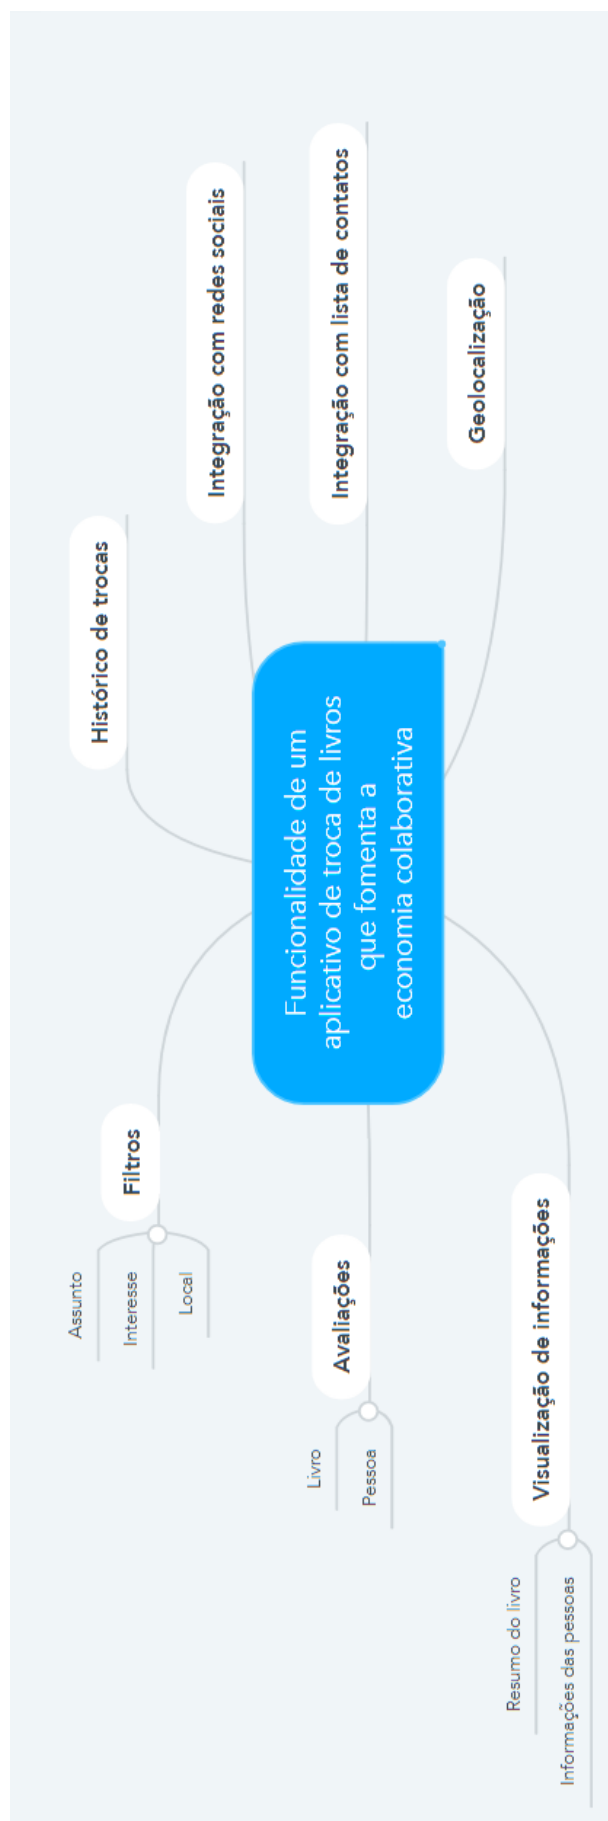 Funcionalidade de um
aplicativo de troca de livros
que fomenta a
economia colaborativa
Filtros
Assunto
Interesse
Local
Avaliações
Livro
Pessoa
Visualização de informações
Resumo do livro
Informações das pessoas
Histórico de trocas
Integração com redes sociais
Integração com lista de contatos
Geolocalização